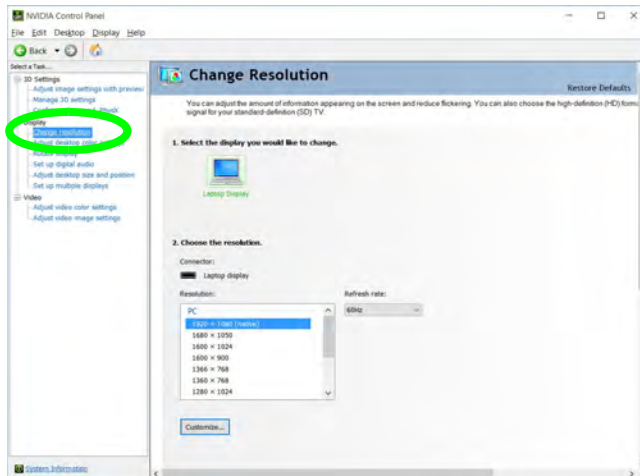 NVIDIA Control Panel
File Edit Desktop Display Help
Back
Select a Task...
3D Settings
Adjust image settings with preview
Manage 3D settings
Display
Change resolution
Adjust desktop color
Set up digital audio
Adjust desktop size and position
Set up multiple displays
Video
Adjust video color settings
Adjust video image settings
System Information
Change Resolution
Restore Defaults
You can adjust the amount of information appearing on the screen and reduce flickering. You can also choose the high-definition (HD) form
signal for your standard-definition (SD) TV.
1. Select the display you would like to change.
Laptop Display
2. Choose the resolution.
Connector:
Laptop display
Resolution:
Refresh rate:
PC
60Hz
1920 × 1080 (native)
1680 × 1050
1600 × 1024
1600 × 900
1366 × 768
1360 × 768
1280 × 1024
Customize...